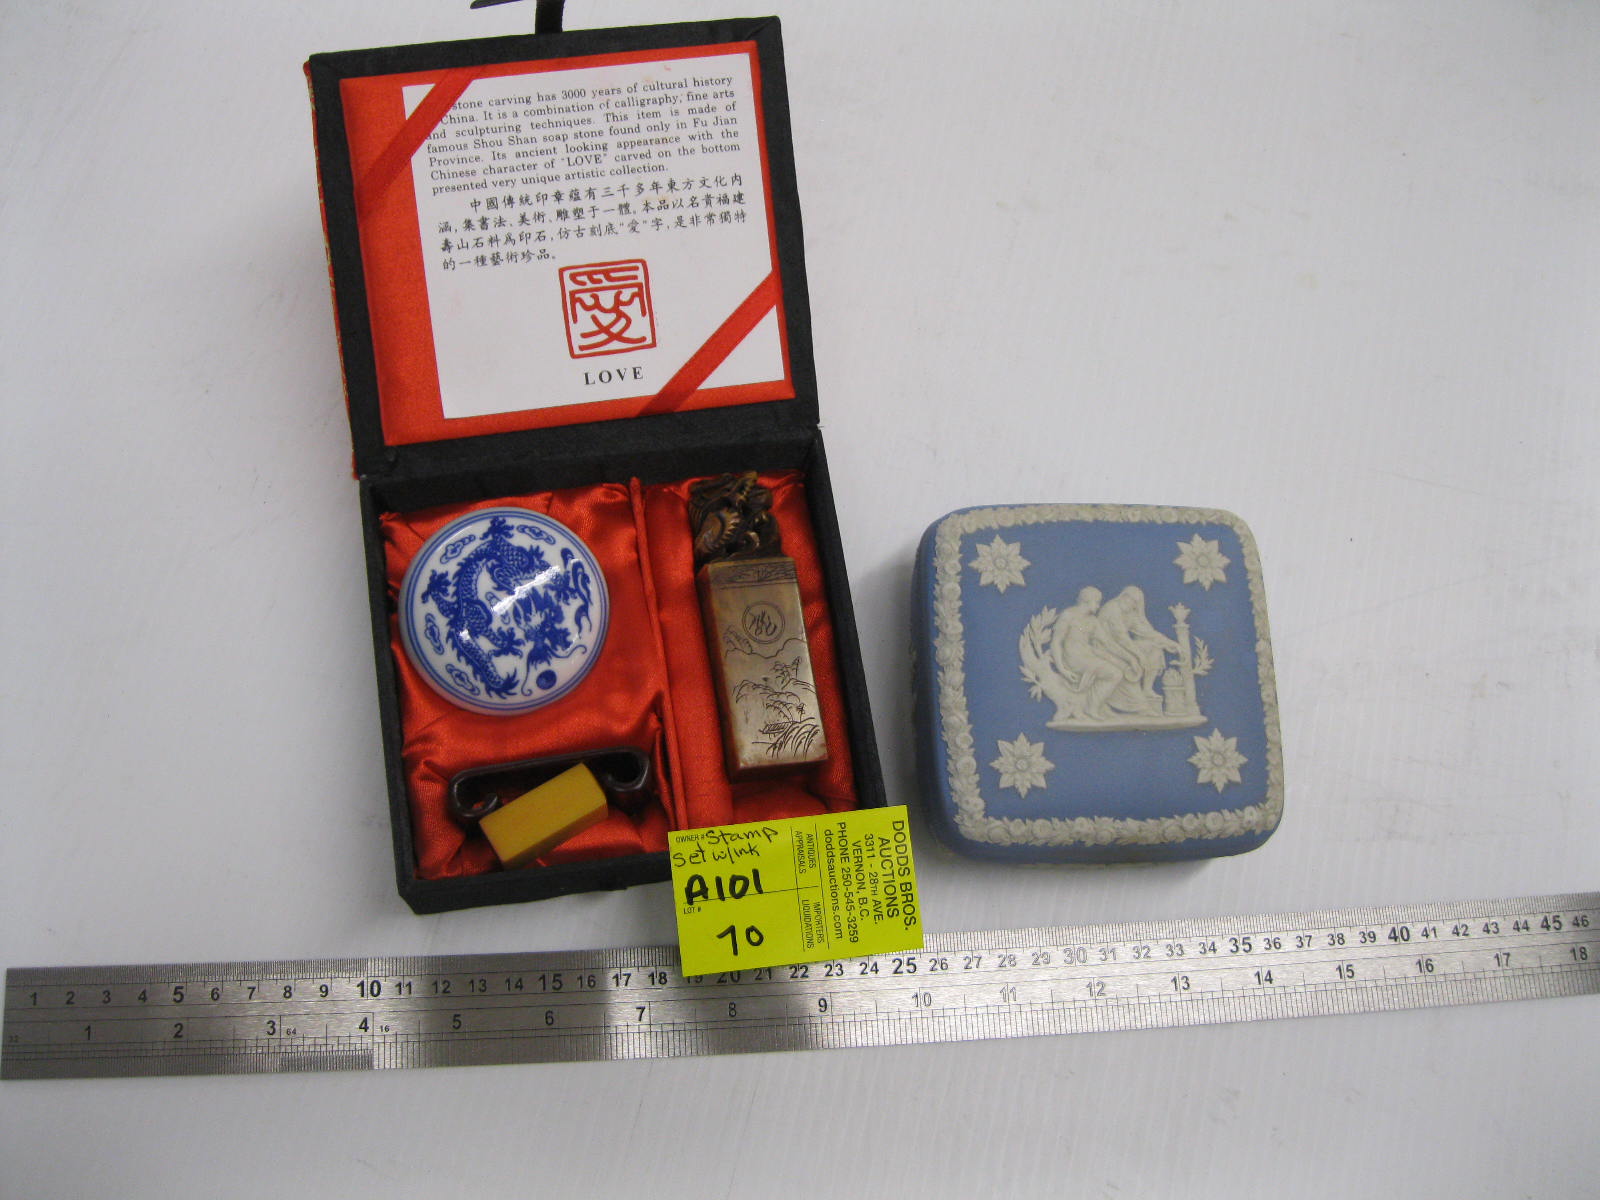 stone carving has 3000 years of cultural history
China. It is a combination of calligraphy, fine arts
and sculpturing techniques. This item is made of
famous Shou Shan soap stone found only in Fu Jian
Province. Its ancient looking appearance with the
Chinese character of "LOVE" carved on the bottom
presented very unique artistic collection.
中國傳統印章蘊有三千多年東方文化内
涵，集書法、美術、雕塑于一體。本品以名貴福建
壽山石料爲印石，仿古刻底"愛"字，是非常獨特
的一種藝術珍品。
愛
LOVE
OWNER # Stamp
Set w/ink
A101
LOT #
70
ANTIQUES
APPRAISALS
IMPORTERS
LIQUIDATIONS
DODDS BROS.
AUCTIONS
3311 - 28TH AVE.
VERNON, B.C.
PHONE 250-545-3259
doddsauctions.com
1 2 3 4 5 6 7 8 9 10 11 12 13 14 15 16 17 18 19 20 21 22 23 24 25 26 27 28 29 30 31 32 33 34 35 36 37 38 39 40 41 42 43 44 45 46
32 1 2 3 64 4 16 5 6 7 8 9 10 11 12 13 14 15 16 17 18